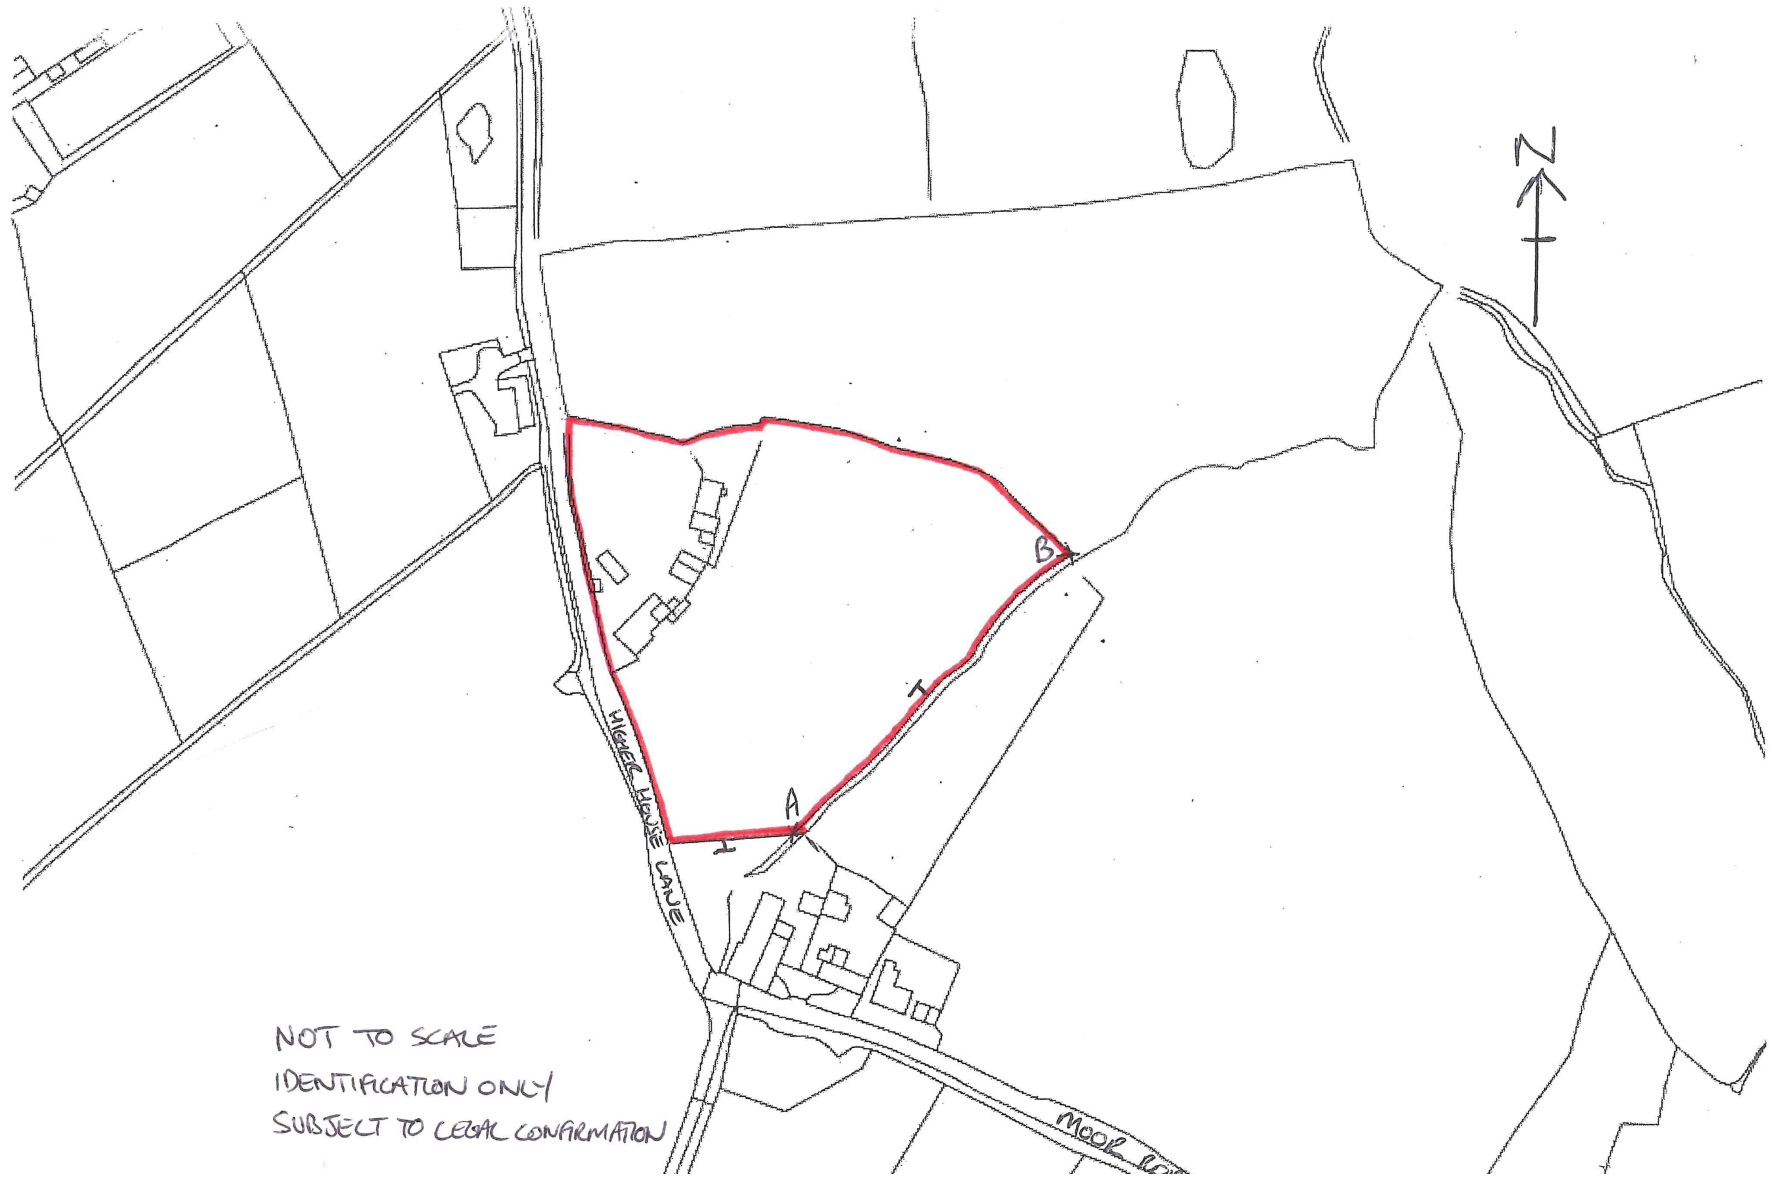 N
B
A
HIGHER HOUSE LANE
NOT TO SCALE
IDENTIFICATION ONLY
SUBJECT TO LEGAL CONFIRMATION
MOOR